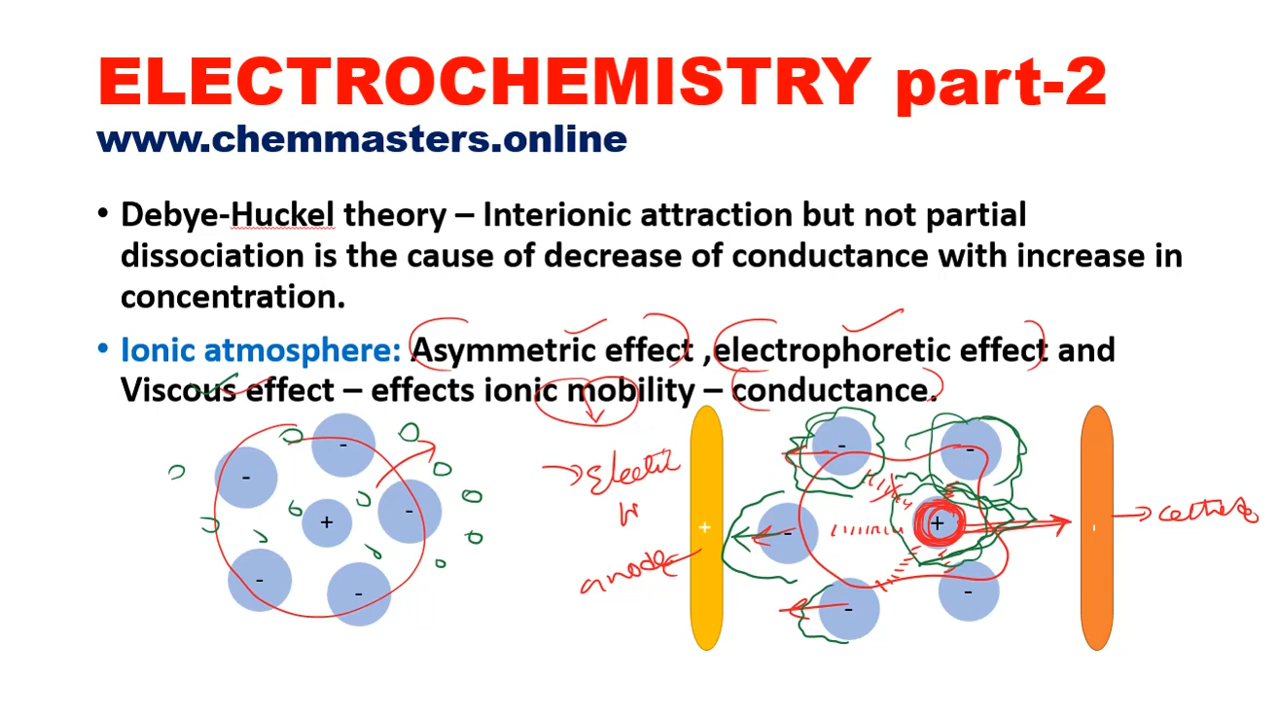 ELECTROCHEMISTRY part-2
www.chemmasters.online
• Debye-Huckel theory – Interionic attraction but not partial
dissociation is the cause of decrease of conductance with increase in
concentration.
• Ionic atmosphere: Asymmetric effect ,electrophoretic effect and
Viscous effect – effects ionic mobility – conductance.
- - - -
- + - - + -
- - - -
+
anode